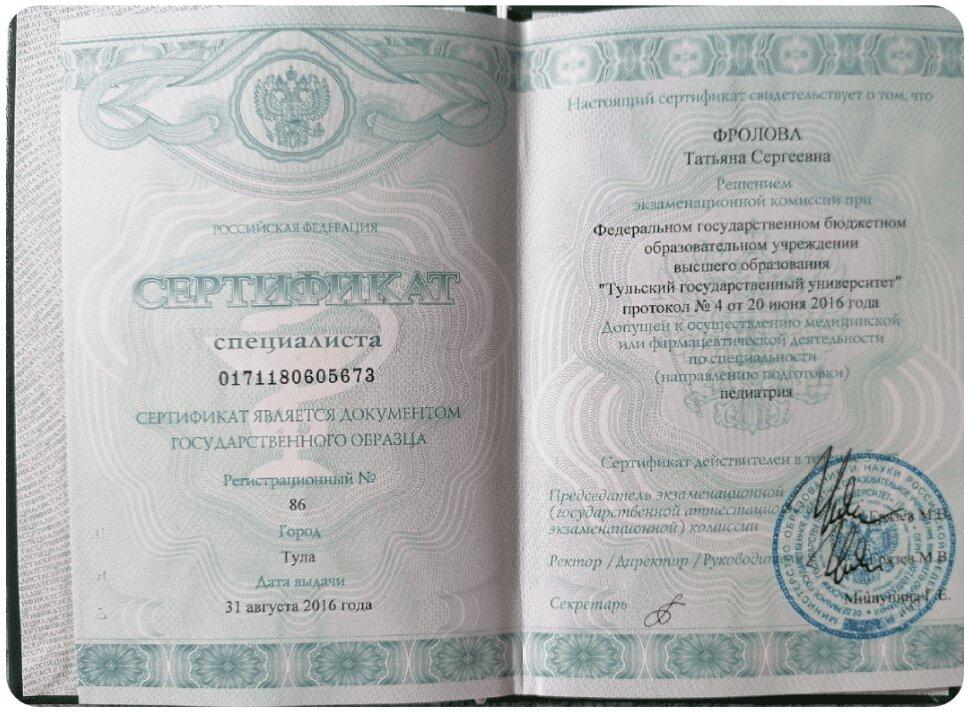 РОССИЙСКАЯ ФЕДЕРАЦИЯ
СЕРТИФИКАТ
специалиста
0171180605673
СЕРТИФИКАТ ЯВЛЯЕТСЯ ДОКУМЕНТОМ
ГОСУДАРСТВЕННОГО ОБРАЗЦА
Регистрационный №
86
Город
Тула
Дата выдачи
31 августа 2016 года
Настоящий сертификат свидетельствует о том, что
ФРОЛОВА
Татьяна Сергеевна
Решением
экзаменационной комиссии при
Федеральном государственном бюджетном
образовательном учреждении
высшего образования
"Тульский государственный университет"
протокол № 4 от 20 июня 2016 года
Допущен к осуществлению медицинской
или фармацевтической деятельности
по специальности
(направлению подготовки)
педиатрия
Сертификат действителен в
Председатель экзаменационной
(государственной
экзаменационной) комиссии
Грязев М.В.
Ректор /Директор /Руководитель
Грязев М.В.
Секретарь